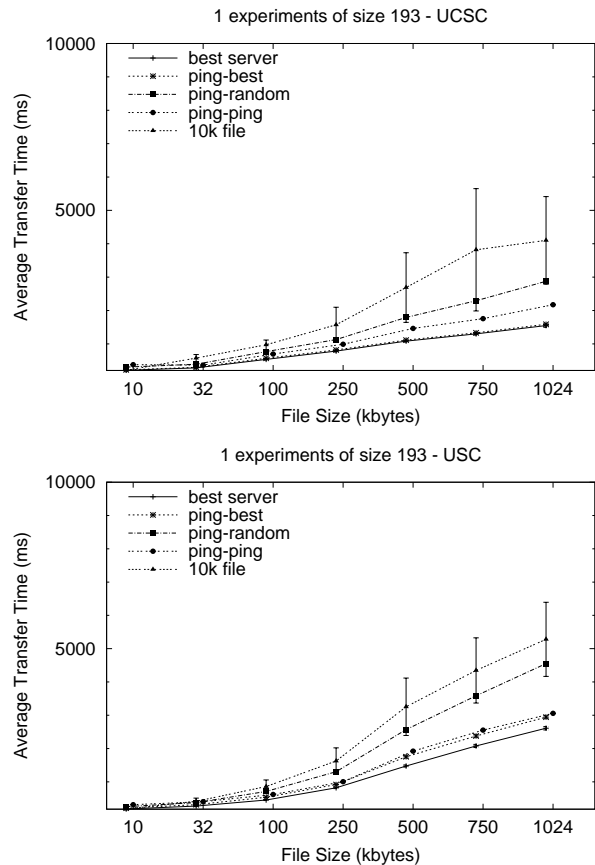 1 experiments of size 193 - UCSC
10000
best server
ping-best
ping-random
ping-ping
10k file
5000
Average Transfer Time (ms)
10 32 100 250 500 750 1024
File Size (kbytes)
1 experiments of size 193 - USC
10000
best server
ping-best
ping-random
ping-ping
10k file
5000
Average Transfer Time (ms)
10 32 100 250 500 750 1024
File Size (kbytes)